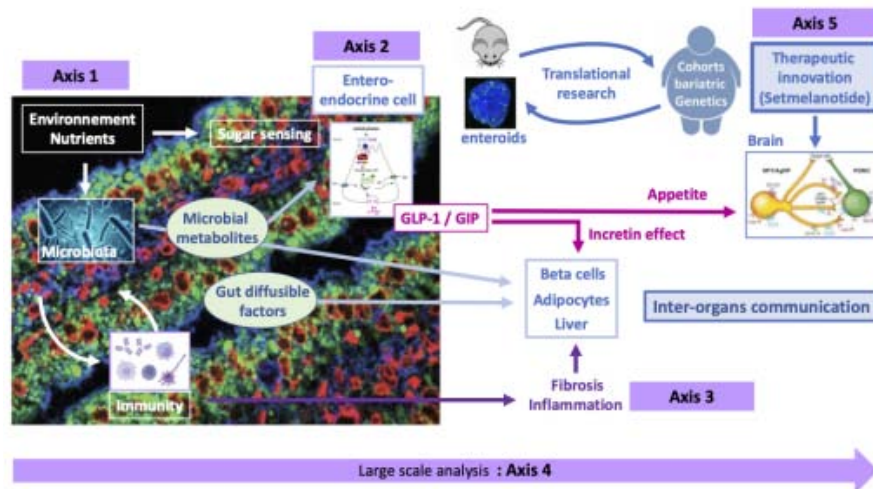 Axis 1
Axis 2
Axis 5
Environnement
Nutrients
Sugar sensing
Entero-
endocrine cell
Translational
research
enteroids
Cohorts
bariatric
Genetics
Therapeutic
innovation
(Setmelanotide)
Brain
Microbiota
Microbial
metabolites
GLP-1 / GIP
Appetite
Incretin effect
Gut diffusible
factors
Beta cells
Adipocytes
Liver
Inter-organs communication
Immunity
Fibrosis
Inflammation
Axis 3
Large scale analysis : Axis 4